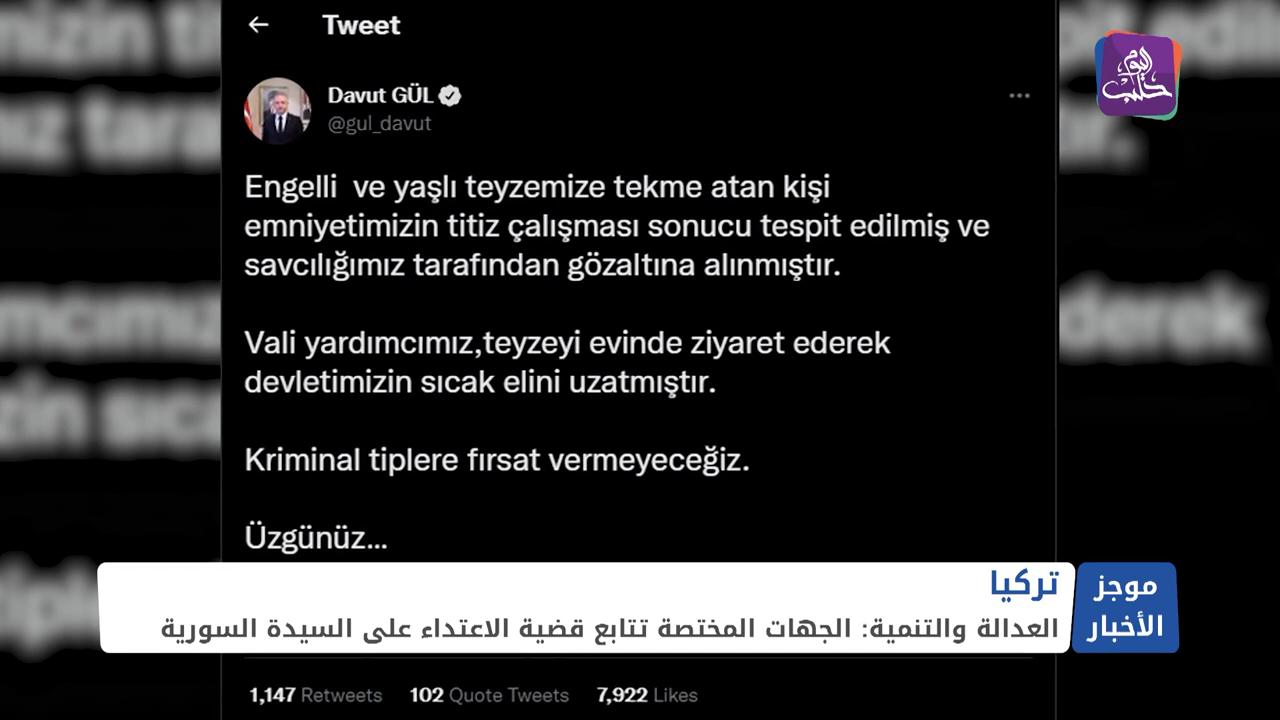 Tweet
Davut GÜL
@gul_davut
Engelli ve yaşlı teyzemize tekme atan kişi
emniyetimizin titiz çalışması sonucu tespit edilmiş ve
savcılığımız tarafından gözaltına alınmıştır.
Vali yardımcımız,teyzeyi evinde ziyaret ederek
devletimizin sıcak elini uzatmıştır.
Kriminal tiplere fırsat vermeyeceğiz.
Üzgünüz...
موجز
الأخبار
تركيا
العدالة والتنمية: الجهات المختصة تتابع قضية الاعتداء على السيدة السورية
1,147 Retweets 102 Quote Tweets 7,922 Likes
حلب
اليوم